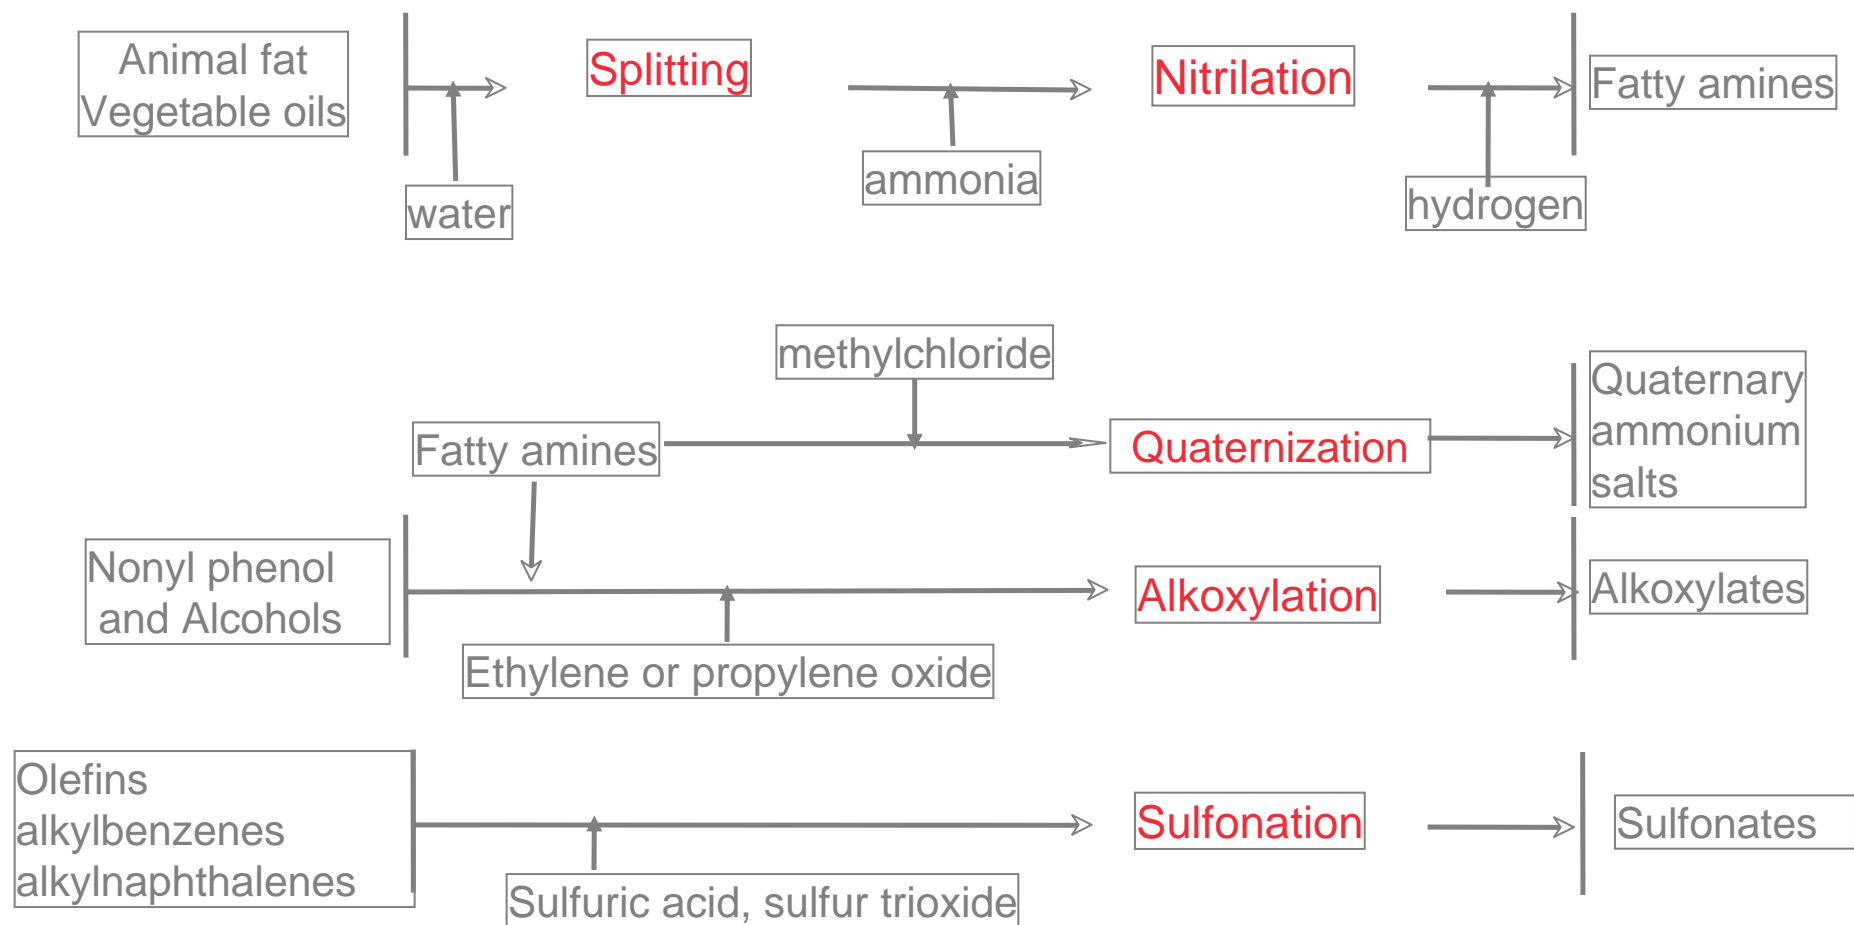 Animal fat
Vegetable oils
Splitting
Nitrilation
Fatty amines
water
ammonia
hydrogen
methylchloride
Fatty amines
Quaternization
Quaternary
ammonium
salts
Nonyl phenol
and Alcohols
Alkoxylation
Alkoxylates
Ethylene or propylene oxide
Olefins
alkylbenzenes
alkylnaphthalenes
Sulfonation
Sulfonates
Sulfuric acid, sulfur trioxide